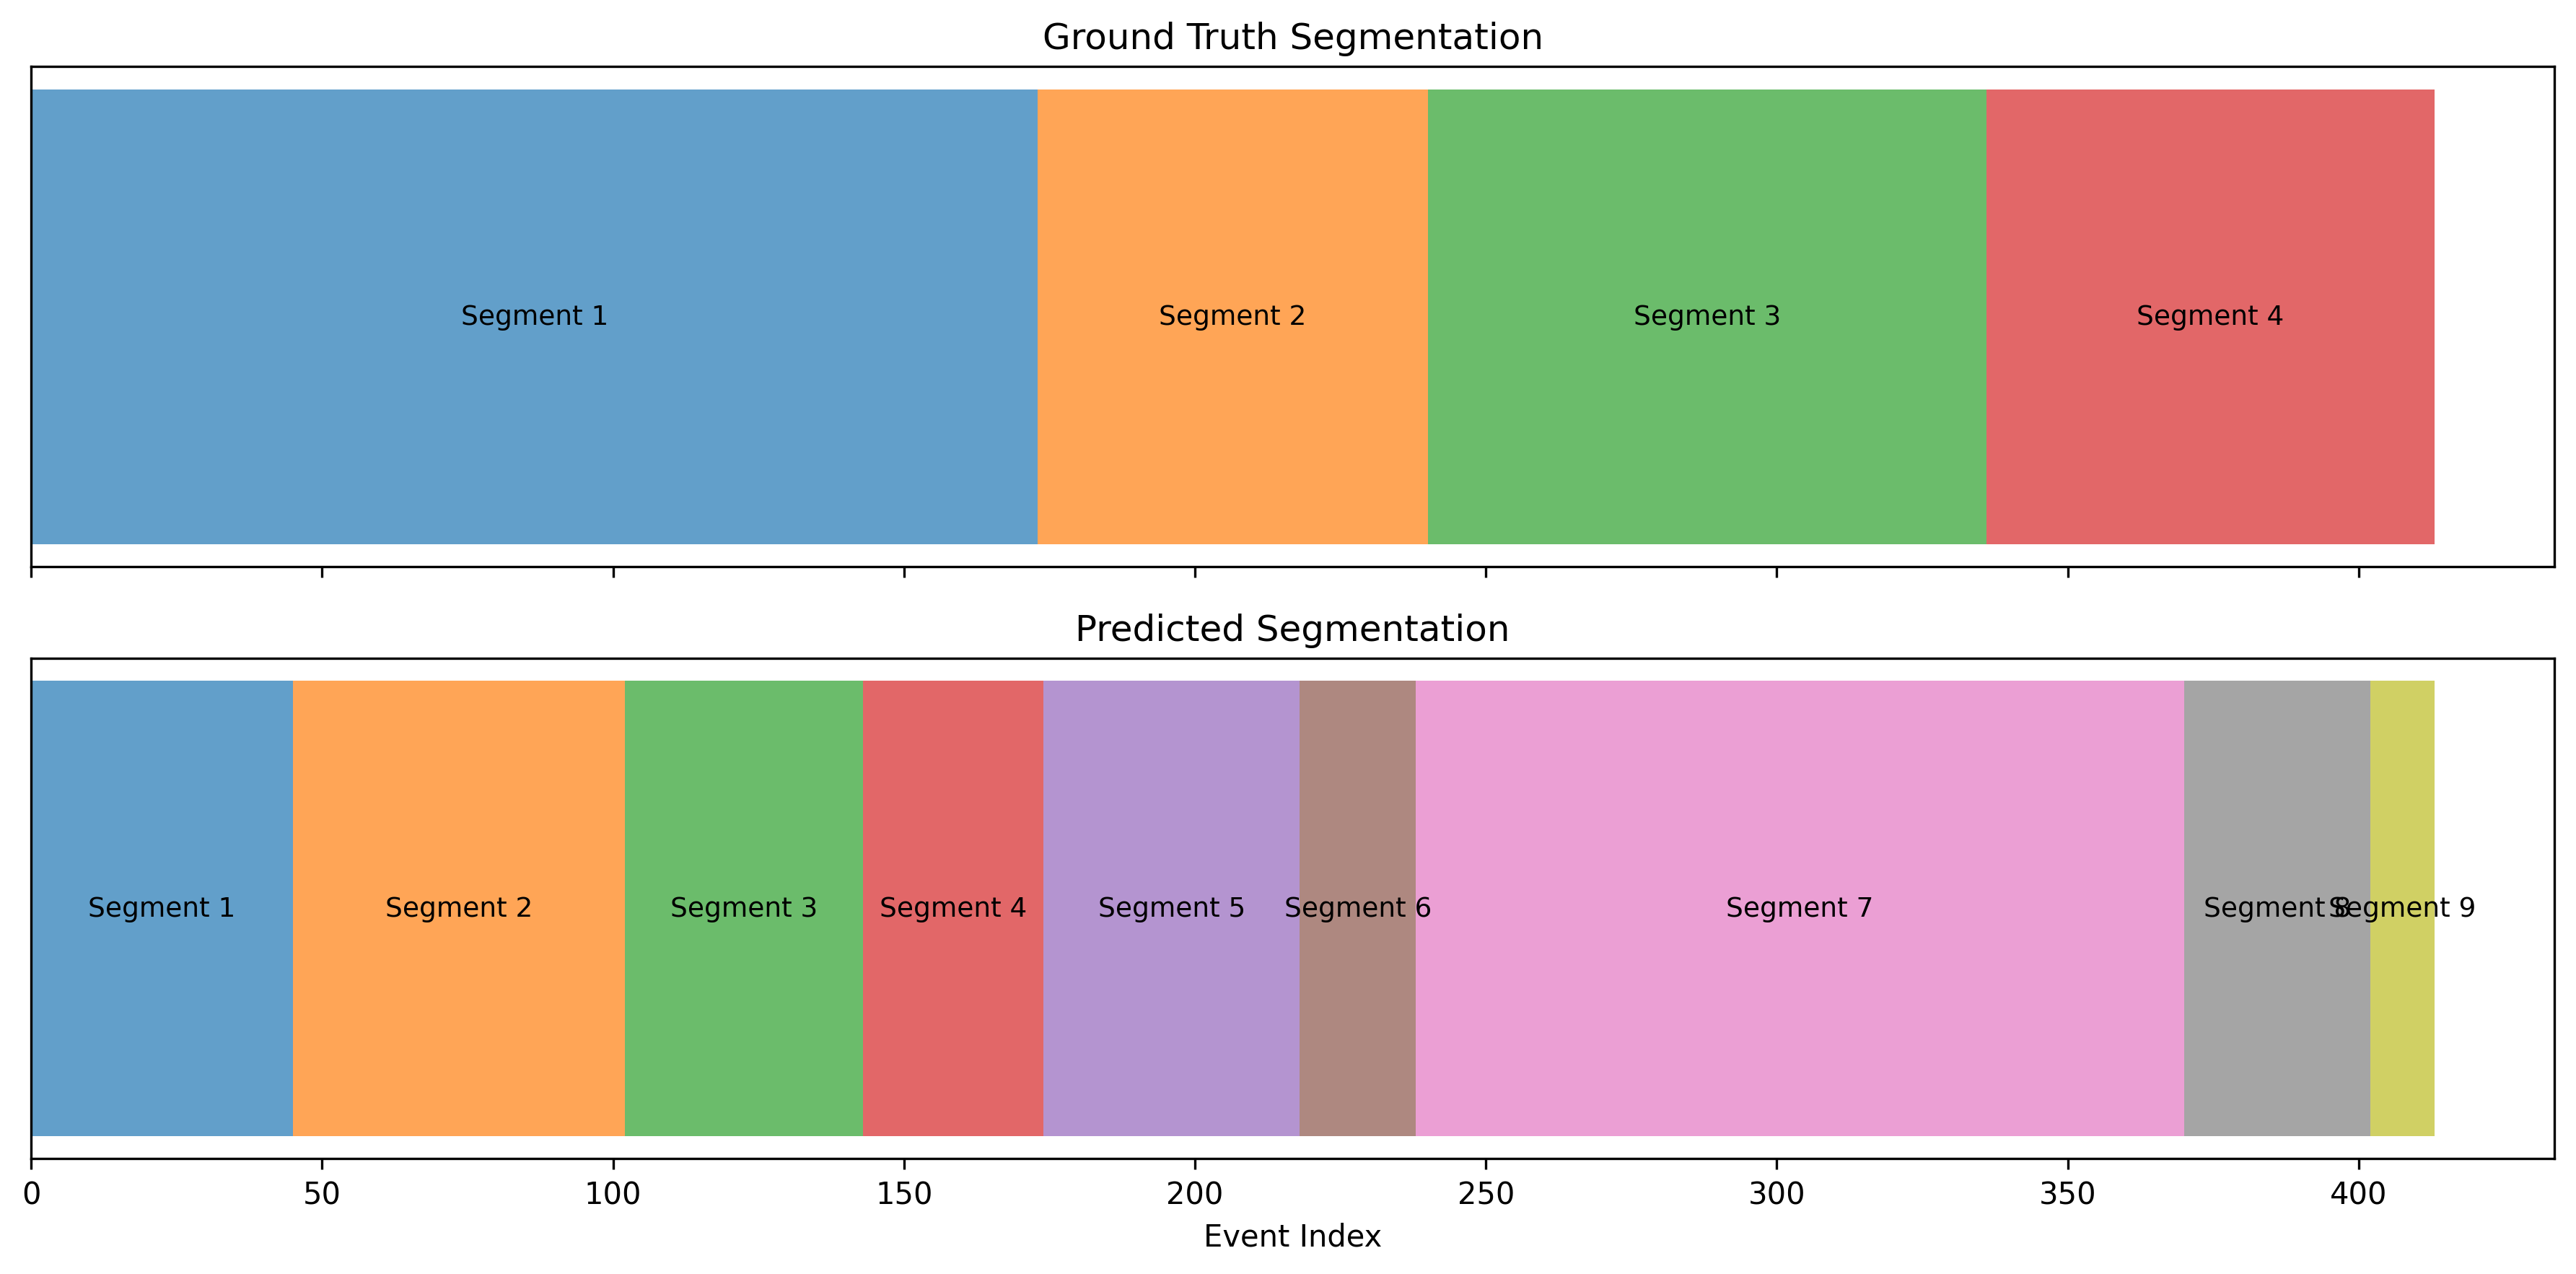 Ground Truth Segmentation
Segment 1 Segment 2 Segment 3 Segment 4
Predicted Segmentation
Segment 1 Segment 2 Segment 3 Segment 4 Segment 5 Segment 6 Segment 7 Segment 8 Segment 9
0 50 100 150 200 250 300 350 400
Event Index